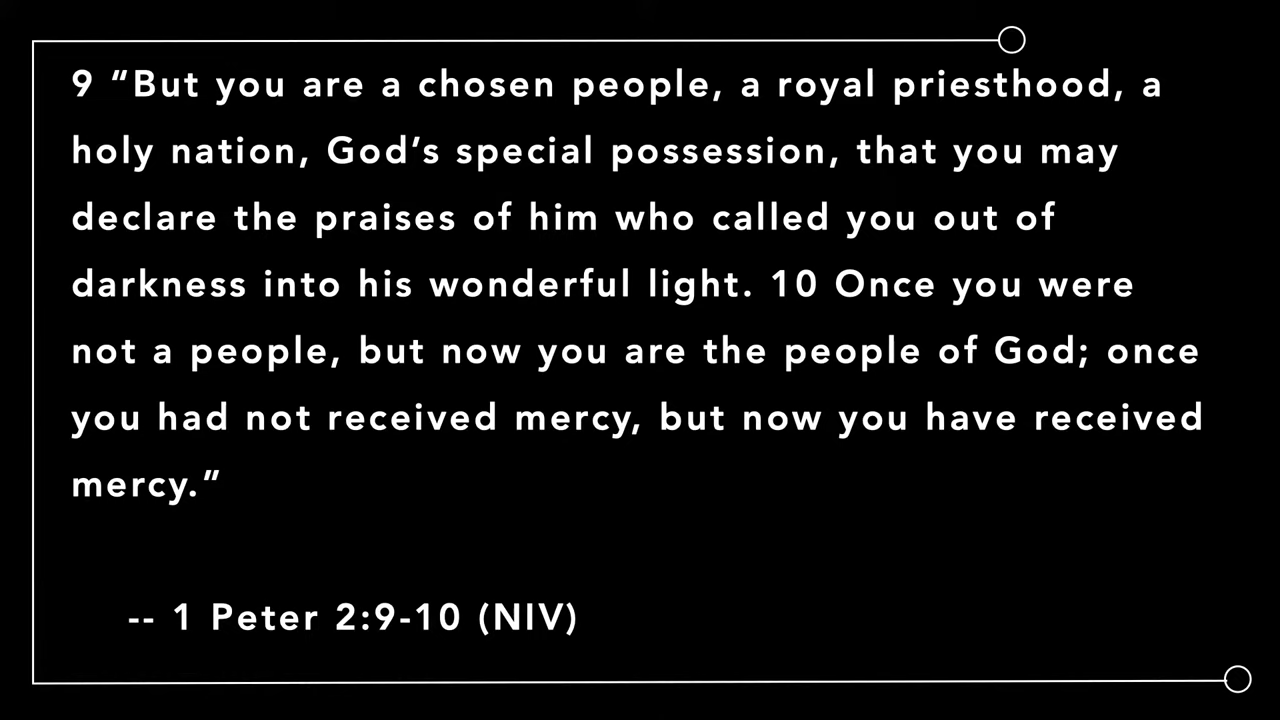 9 “But you are a chosen people, a royal priesthood, a
holy nation, God’s special possession, that you may
declare the praises of him who called you out of
darkness into his wonderful light. 10 Once you were
not a people, but now you are the people of God; once
you had not received mercy, but now you have received
mercy.”
-- 1 Peter 2:9-10 (NIV)